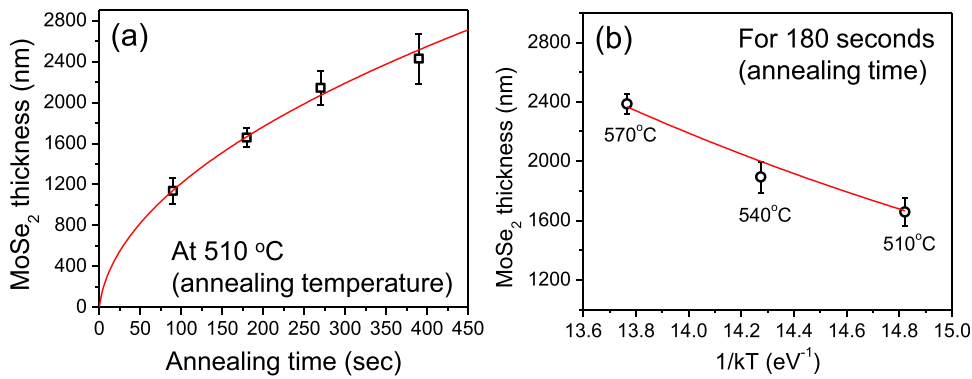 (a)
2800
2400
2000
1600
1200
800
400
0
MoSe₂ thickness (nm)
At 510 °C
(annealing temperature)
0 50 100 150 200 250 300 350 400 450
Annealing time (sec)
(b)
For 180 seconds
(annealing time)
2800
2400
2000
1600
1200
MoSe₂ thickness (nm)
570°C
540°C
510°C
13.6 13.8 14.0 14.2 14.4 14.6 14.8 15.0
1/kT (eV⁻¹)